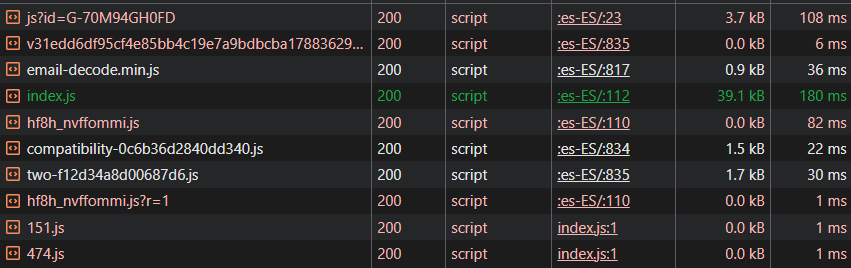 js?id=G-70M94GH0FD 200 script :es-ES/:23 3.7 kB 108 ms
v31edd6df95cf4e85bb4c19e7a9bdbcba17883629... 200 script :es-ES/:835 0.0 kB 6 ms
email-decode.min.js 200 script :es-ES/:817 0.9 kB 36 ms
index.js 200 script :es-ES/:112 39.1 kB 180 ms
hf8h_nvffommi.js 200 script :es-ES/:110 0.0 kB 82 ms
compatibility-0c6b36d2840dd340.js 200 script :es-ES/:834 1.5 kB 22 ms
two-f12d34a8d00687d6.js 200 script :es-ES/:835 1.7 kB 30 ms
hf8h_nvffommi.js?r=1 200 script :es-ES/:110 0.0 kB 1 ms
151.js 200 script index.js:1 0.0 kB 1 ms
474.js 200 script index.js:1 0.0 kB 1 ms